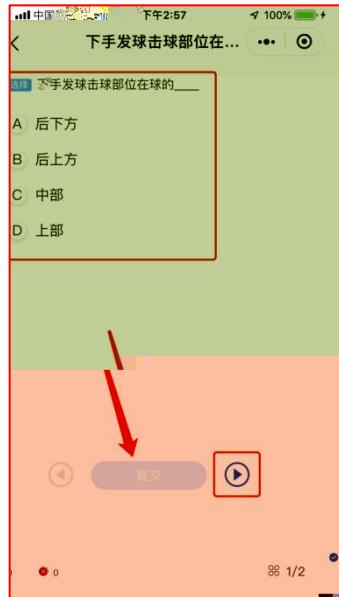 中国 下午2:57 100%
下手发球击球部位在...
选择 下手发球击球部位在球的____
A 后下方
B 后上方
C 中部
D 上部
提交
0 1/2